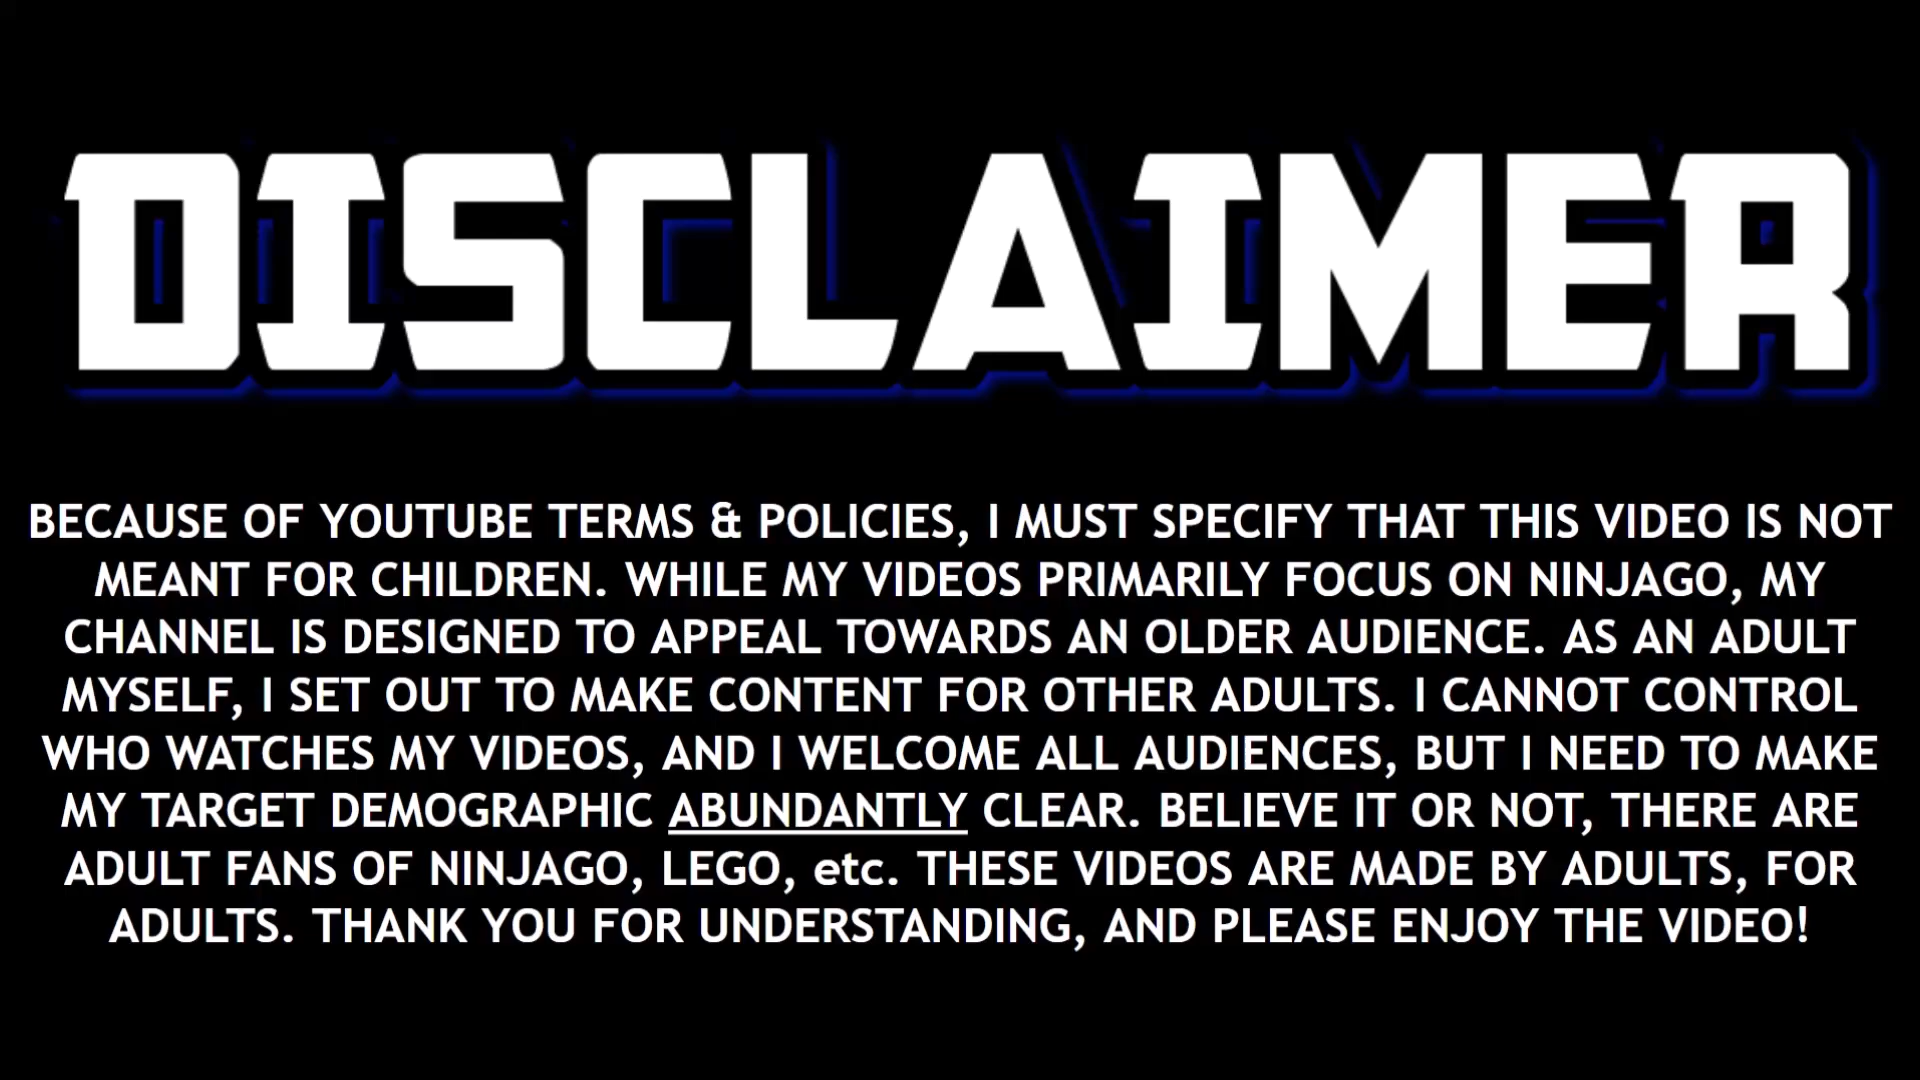 DISCLAIMER
BECAUSE OF YOUTUBE TERMS & POLICIES, I MUST SPECIFY THAT THIS VIDEO IS NOT
MEANT FOR CHILDREN. WHILE MY VIDEOS PRIMARILY FOCUS ON NINJAGO, MY
CHANNEL IS DESIGNED TO APPEAL TOWARDS AN OLDER AUDIENCE. AS AN ADULT
MYSELF, I SET OUT TO MAKE CONTENT FOR OTHER ADULTS. I CANNOT CONTROL
WHO WATCHES MY VIDEOS, AND I WELCOME ALL AUDIENCES, BUT I NEED TO MAKE
MY TARGET DEMOGRAPHIC ABUNDANTLY CLEAR. BELIEVE IT OR NOT, THERE ARE
ADULT FANS OF NINJAGO, LEGO, etc. THESE VIDEOS ARE MADE BY ADULTS, FOR
ADULTS. THANK YOU FOR UNDERSTANDING, AND PLEASE ENJOY THE VIDEO!